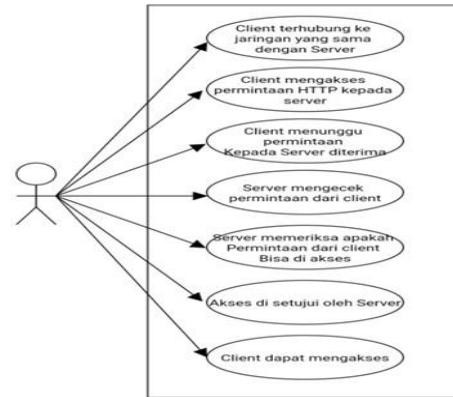 Client terhubung ke
jaringan yang sama
dengan Server
Client mengakses
permintaan HTTP kepada
server
Client menunggu
permintaan
Kepada Server diterima
Server mengecek
permintaan dari client
Server memeriksa apakah
Permintaan dari client
Bisa di akses
Akses di setujui oleh Server
Client dapat mengakses